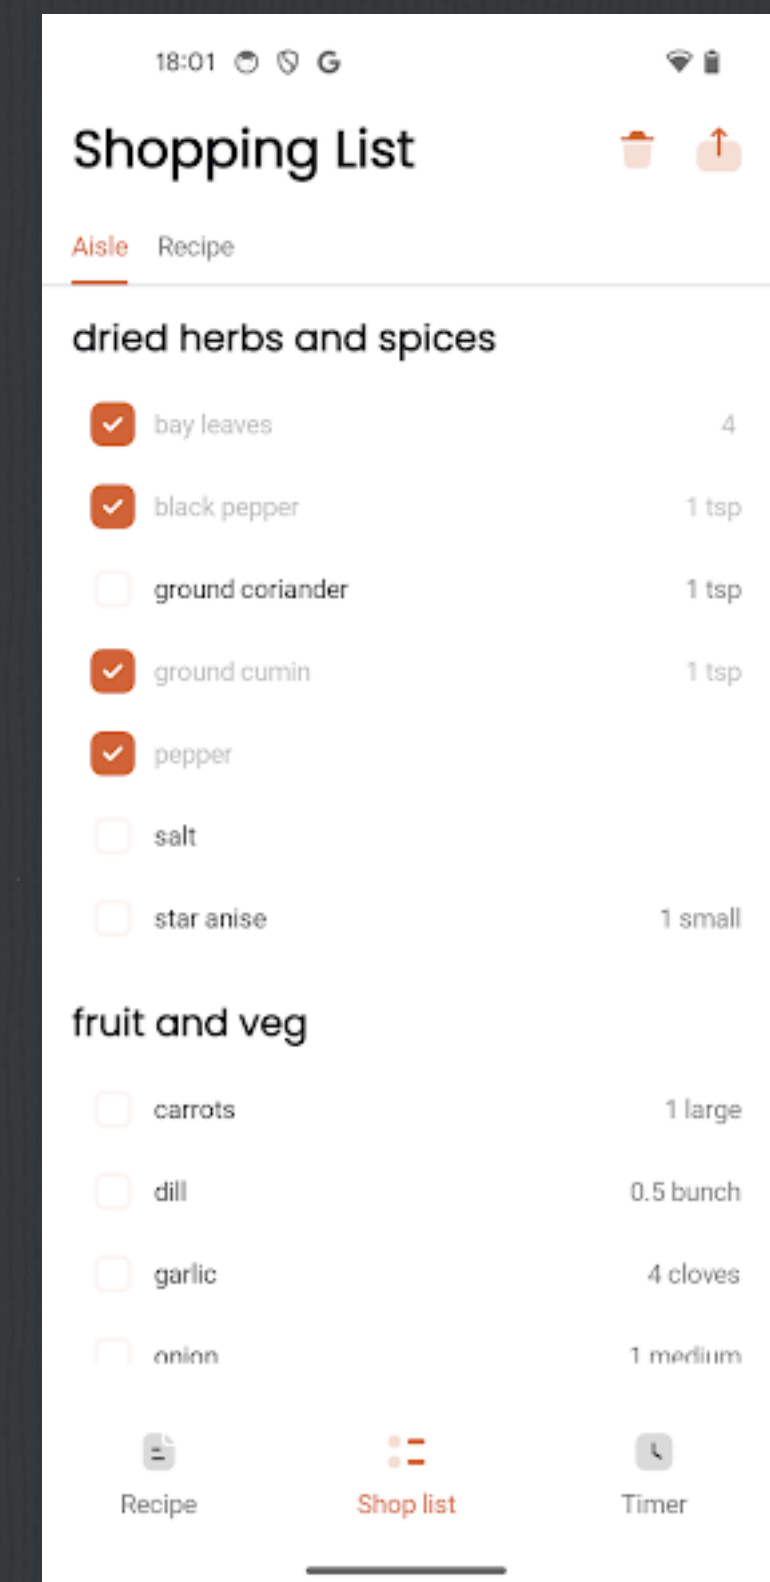 18:01
Shopping List
Aisle Recipe
dried herbs and spices
bay leaves 4
black pepper 1 tsp
ground coriander 1 tsp
ground cumin 1 tsp
pepper
salt
star anise 1 small
fruit and veg
carrots 1 large
dill 0.5 bunch
garlic 4 cloves
onion 1 medium
Recipe Shop list Timer